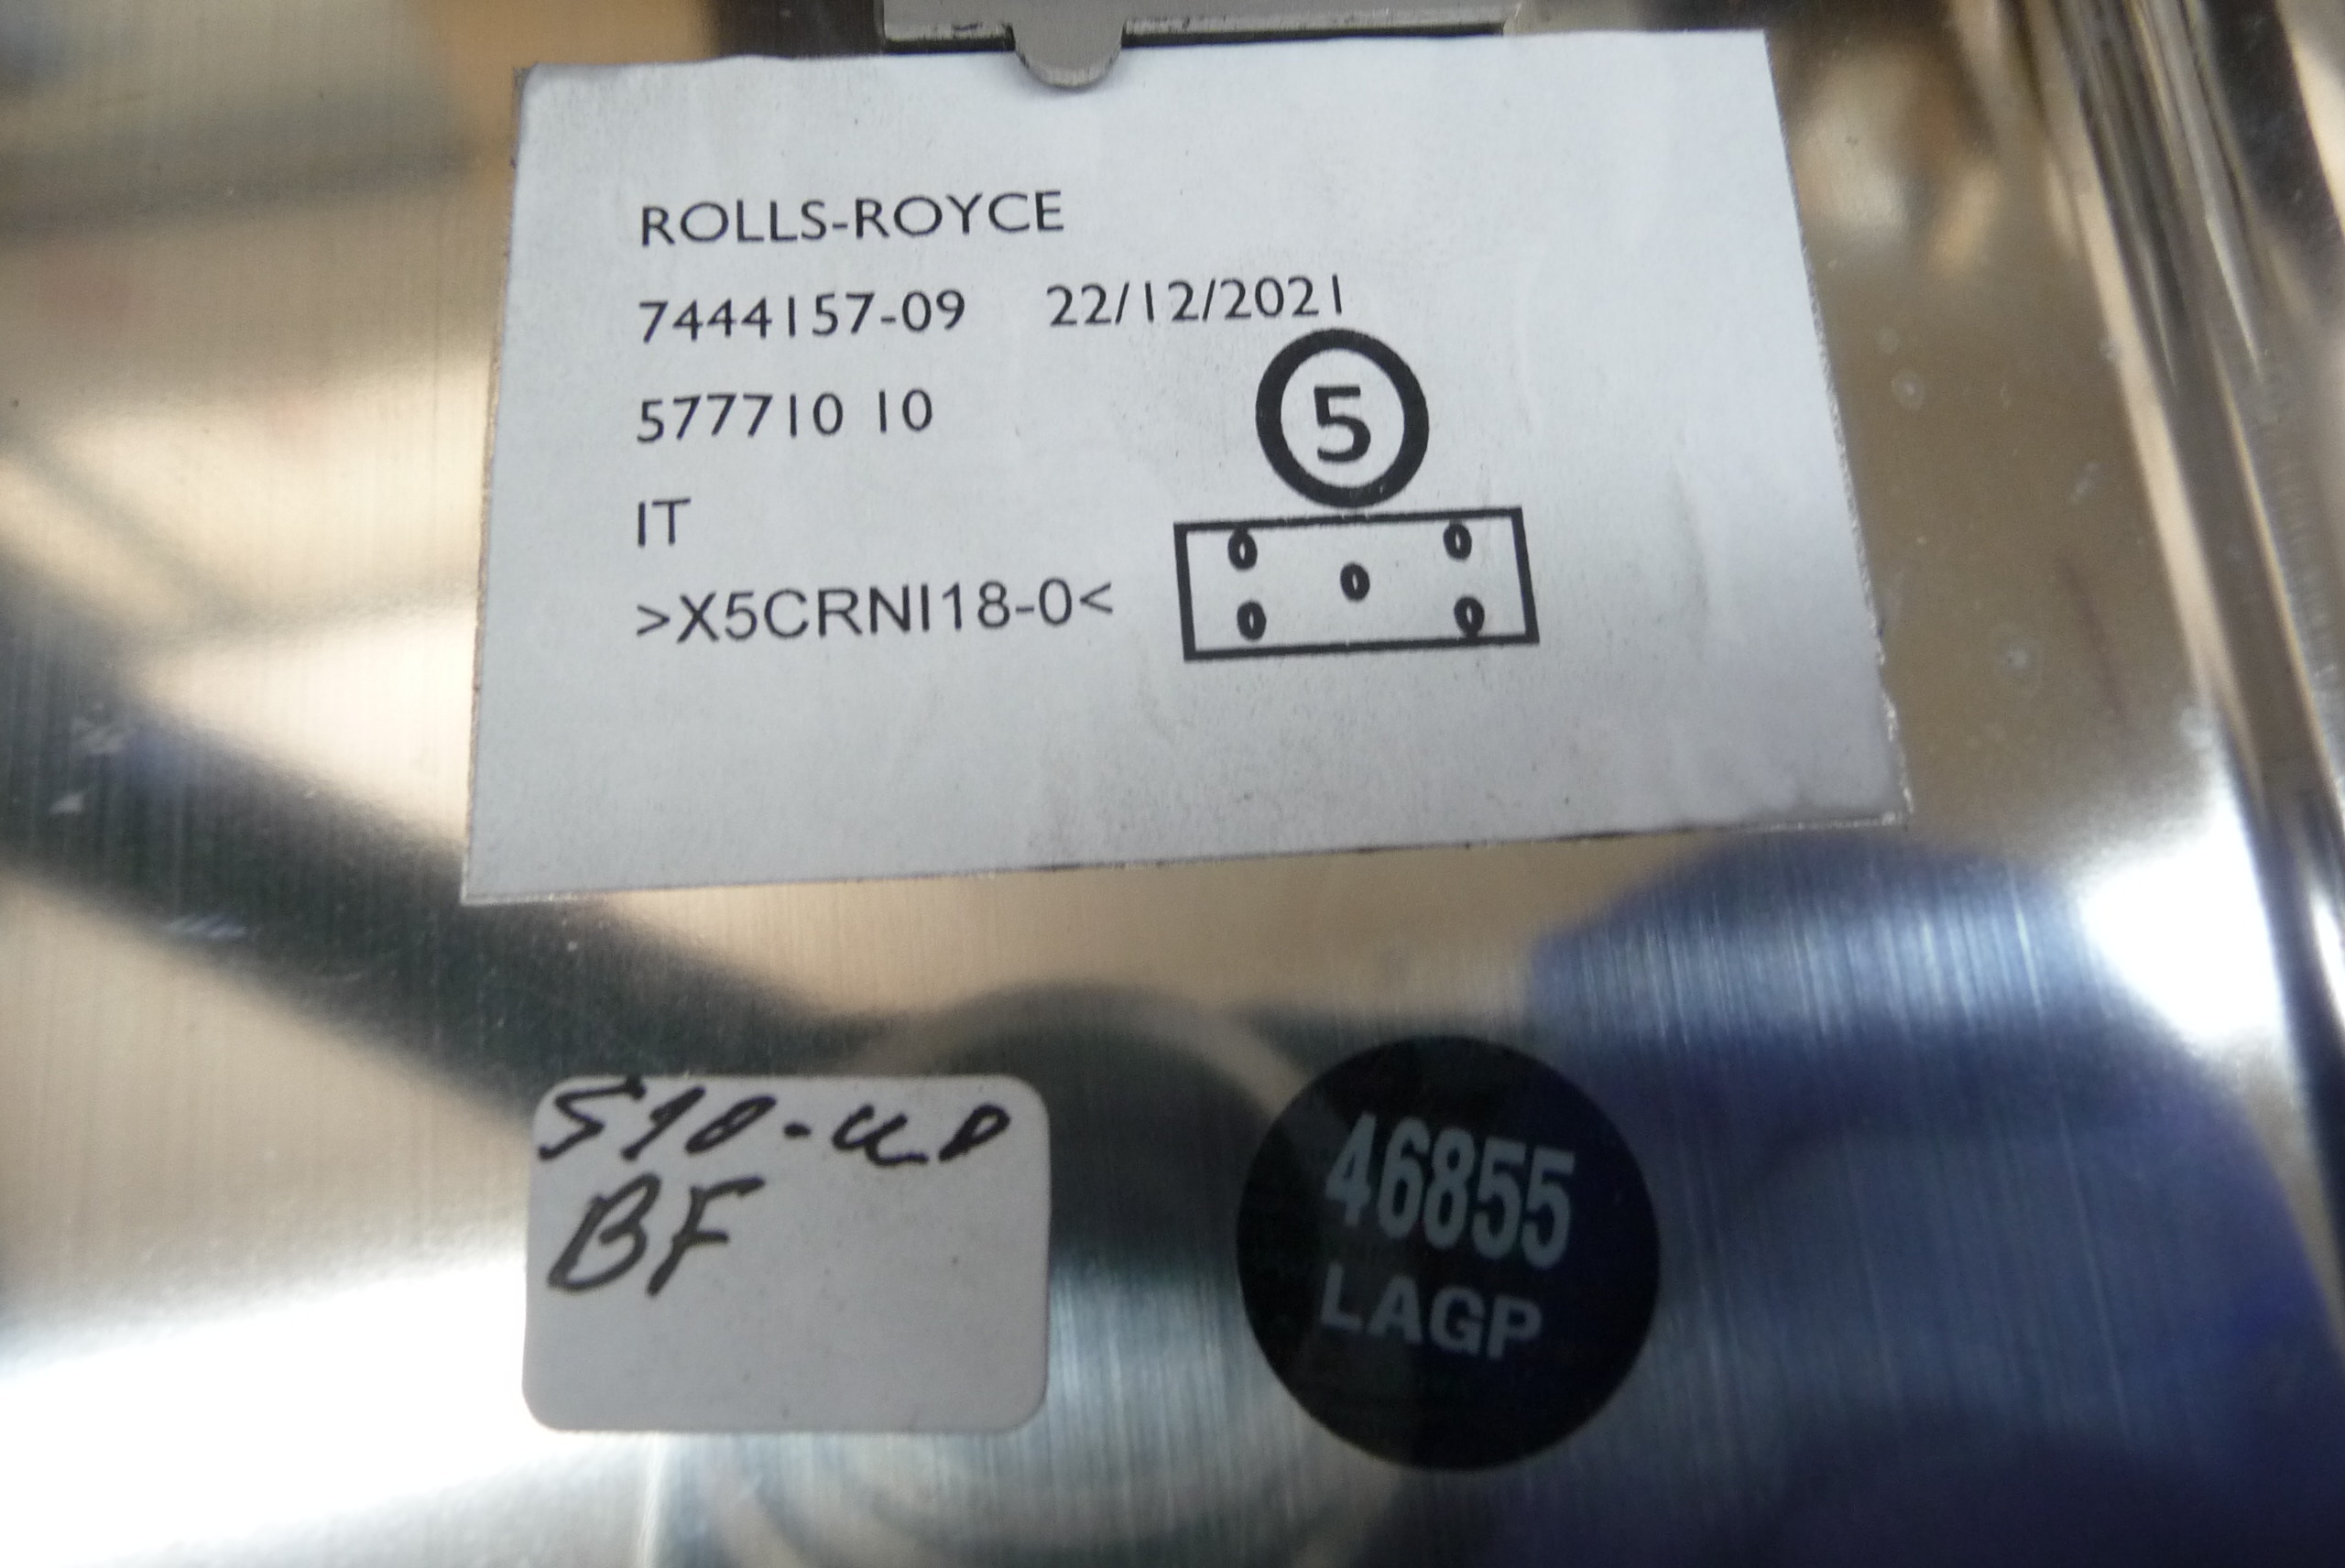 ROLLS-ROYCE
7444157-09 22/12/2021
577710 10
5
IT
>X5CRNI18-0<
BF
46855
LAGP